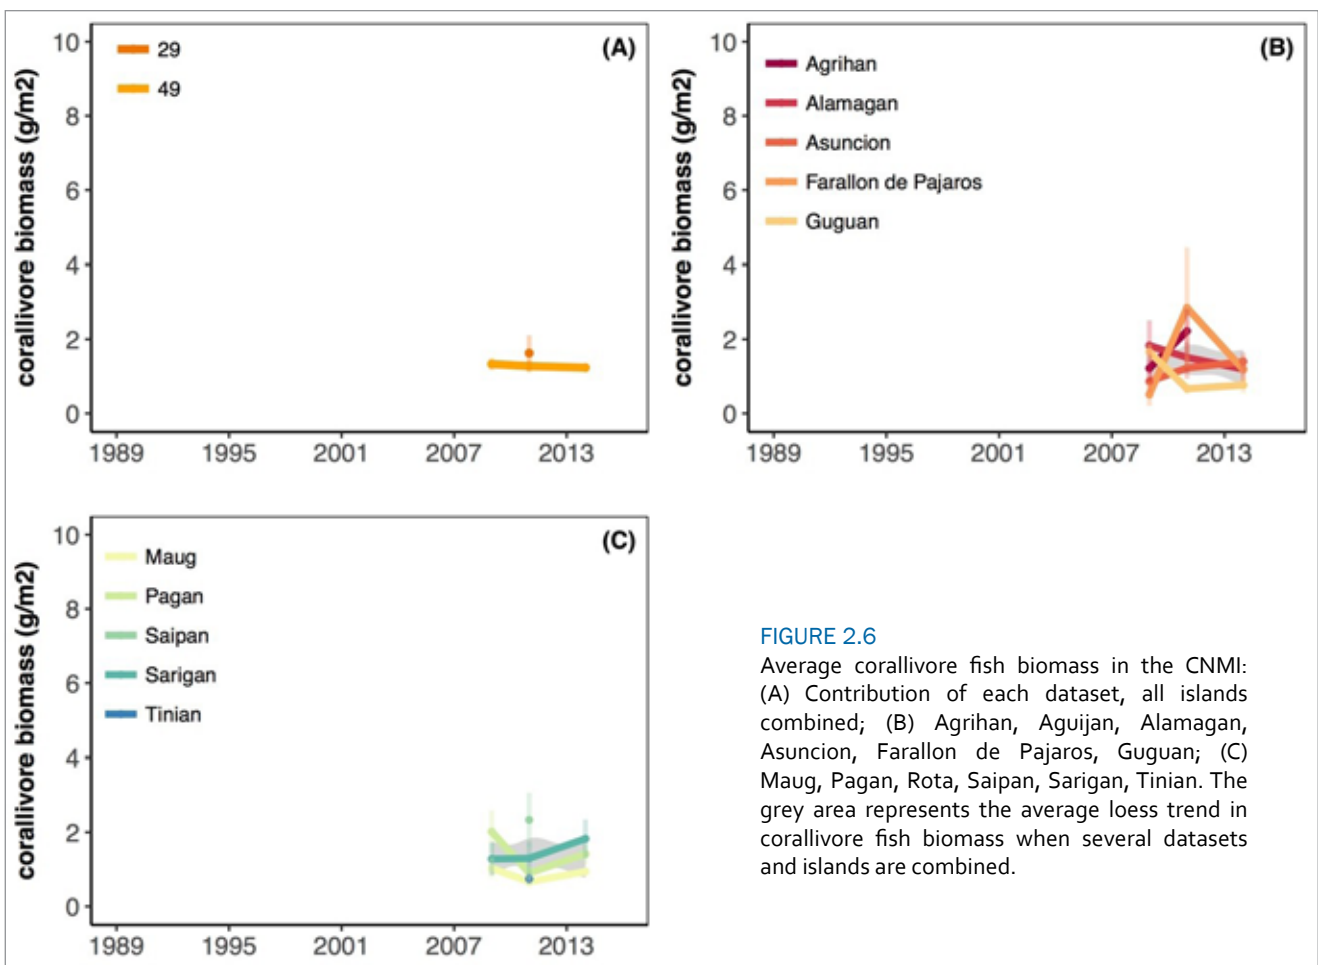 corallivore biomass (g/m2)
10
8
6
4
2
0
29
49
(A)
1989
1995
2001
2007
2013
corallivore biomass (g/m2)
10
8
6
4
2
0
Agrihan
Alamagan
Asuncion
Farallon de Pajaros
Guguan
(B)
1989
1995
2001
2007
2013
corallivore biomass (g/m2)
10
8
6
4
2
0
Maug
Pagan
Saipan
Sarigan
Tinian
(C)
1989
1995
2001
2007
2013
FIGURE 2.6
Average corallivore fish biomass in the CNMI:
(A) Contribution of each dataset, all islands
combined; (B) Agrihan, Aguijan, Alamagan,
Asuncion, Farallon de Pajaros, Guguan; (C)
Maug, Pagan, Rota, Saipan, Sarigan, Tinian. The
grey area represents the average loess trend in
corallivore fish biomass when several datasets
and islands are combined.